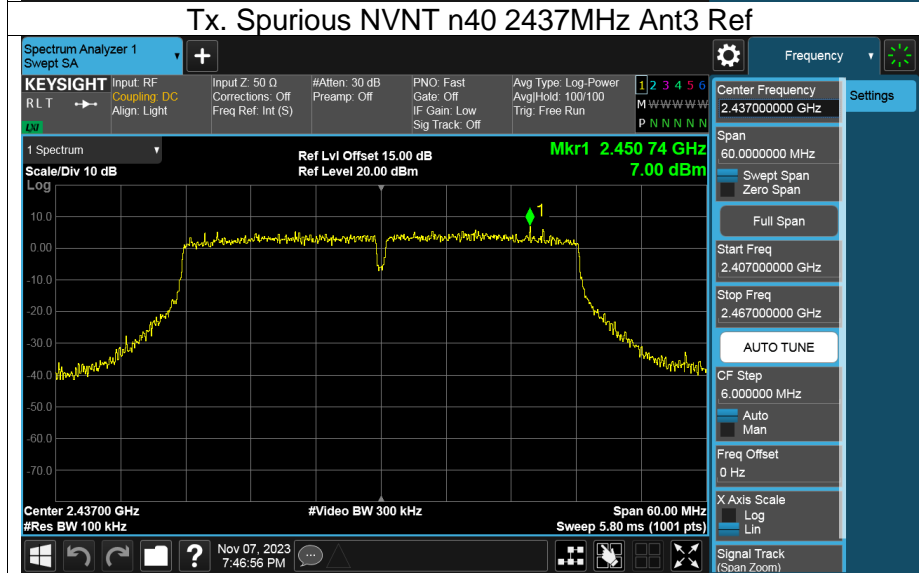 Tx. Spurious NVNT n40 2437MHz Ant3 Ref
Spectrum Analyzer 1
Swept SA
+
Frequency
KEYSIGHT
RLT
LXI
Input: RF
Coupling: DC
Align: Light
Input Z: 50 Ω
Corrections: Off
Freq Ref: Int (S)
#Atten: 30 dB
Preamp: Off
PNO: Fast
Gate: Off
IF Gain: Low
Sig Track: Off
Avg Type: Log-Power
Avg|Hold: 100/100
Trig: Free Run
1 2 3 4 5 6
M W W W W W
P N N N N N
1 Spectrum
Scale/Div 10 dB
Log
Ref Lvl Offset 15.00 dB
Ref Level 20.00 dBm
Mkr1 2.450 74 GHz
7.00 dBm
1
10.0
0.00
-10.0
-20.0
-30.0
-40.0
-50.0
-60.0
-70.0
Center 2.43700 GHz
#Res BW 100 kHz
#Video BW 300 kHz
Span 60.00 MHz
Sweep 5.80 ms (1001 pts)
?
Nov 07, 2023
7:46:56 PM
Center Frequency
2.437000000 GHz
Settings
Span
60.0000000 MHz
Swept Span
Zero Span
Full Span
Start Freq
2.407000000 GHz
Stop Freq
2.467000000 GHz
AUTO TUNE
CF Step
6.000000 MHz
Auto
Man
Freq Offset
0 Hz
X Axis Scale
Log
Lin
Signal Track
(Span Zoom)